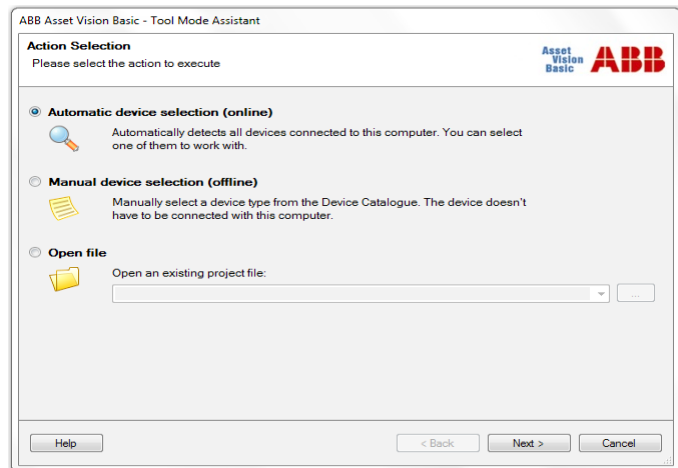 ABB Asset Vision Basic - Tool Mode Assistant
Action Selection
Please select the action to execute
Asset
Vision
Basic
ABB
Automatic device selection (online)
Automatically detects all devices connected to this computer. You can select
one of them to work with.
Manual device selection (offline)
Manually select a device type from the Device Catalogue. The device doesn't
have to be connected with this computer.
Open file
Open an existing project file:
...
Help
< Back
Next >
Cancel